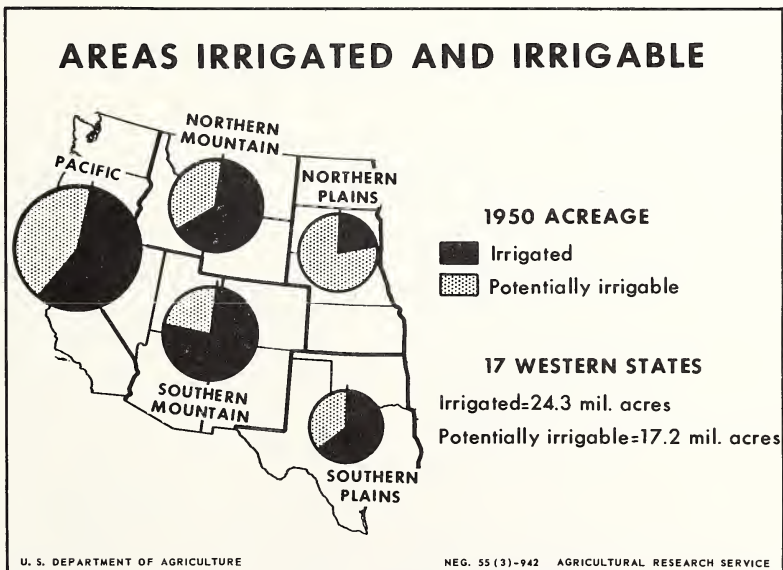 AREAS IRRIGATED AND IRRIGABLE
NORTHERN
MOUNTAIN
PACIFIC
NORTHERN
PLAINS
SOUTHERN
MOUNTAIN
SOUTHERN
PLAINS
1950 ACREAGE
Irrigated
Potentially irrigable
17 WESTERN STATES
Irrigated=24.3 mil. acres
Potentially irrigable=17.2 mil. acres
U. S. DEPARTMENT OF AGRICULTURE
NEG. 55(3)-942 AGRICULTURAL RESEARCH SERVICE